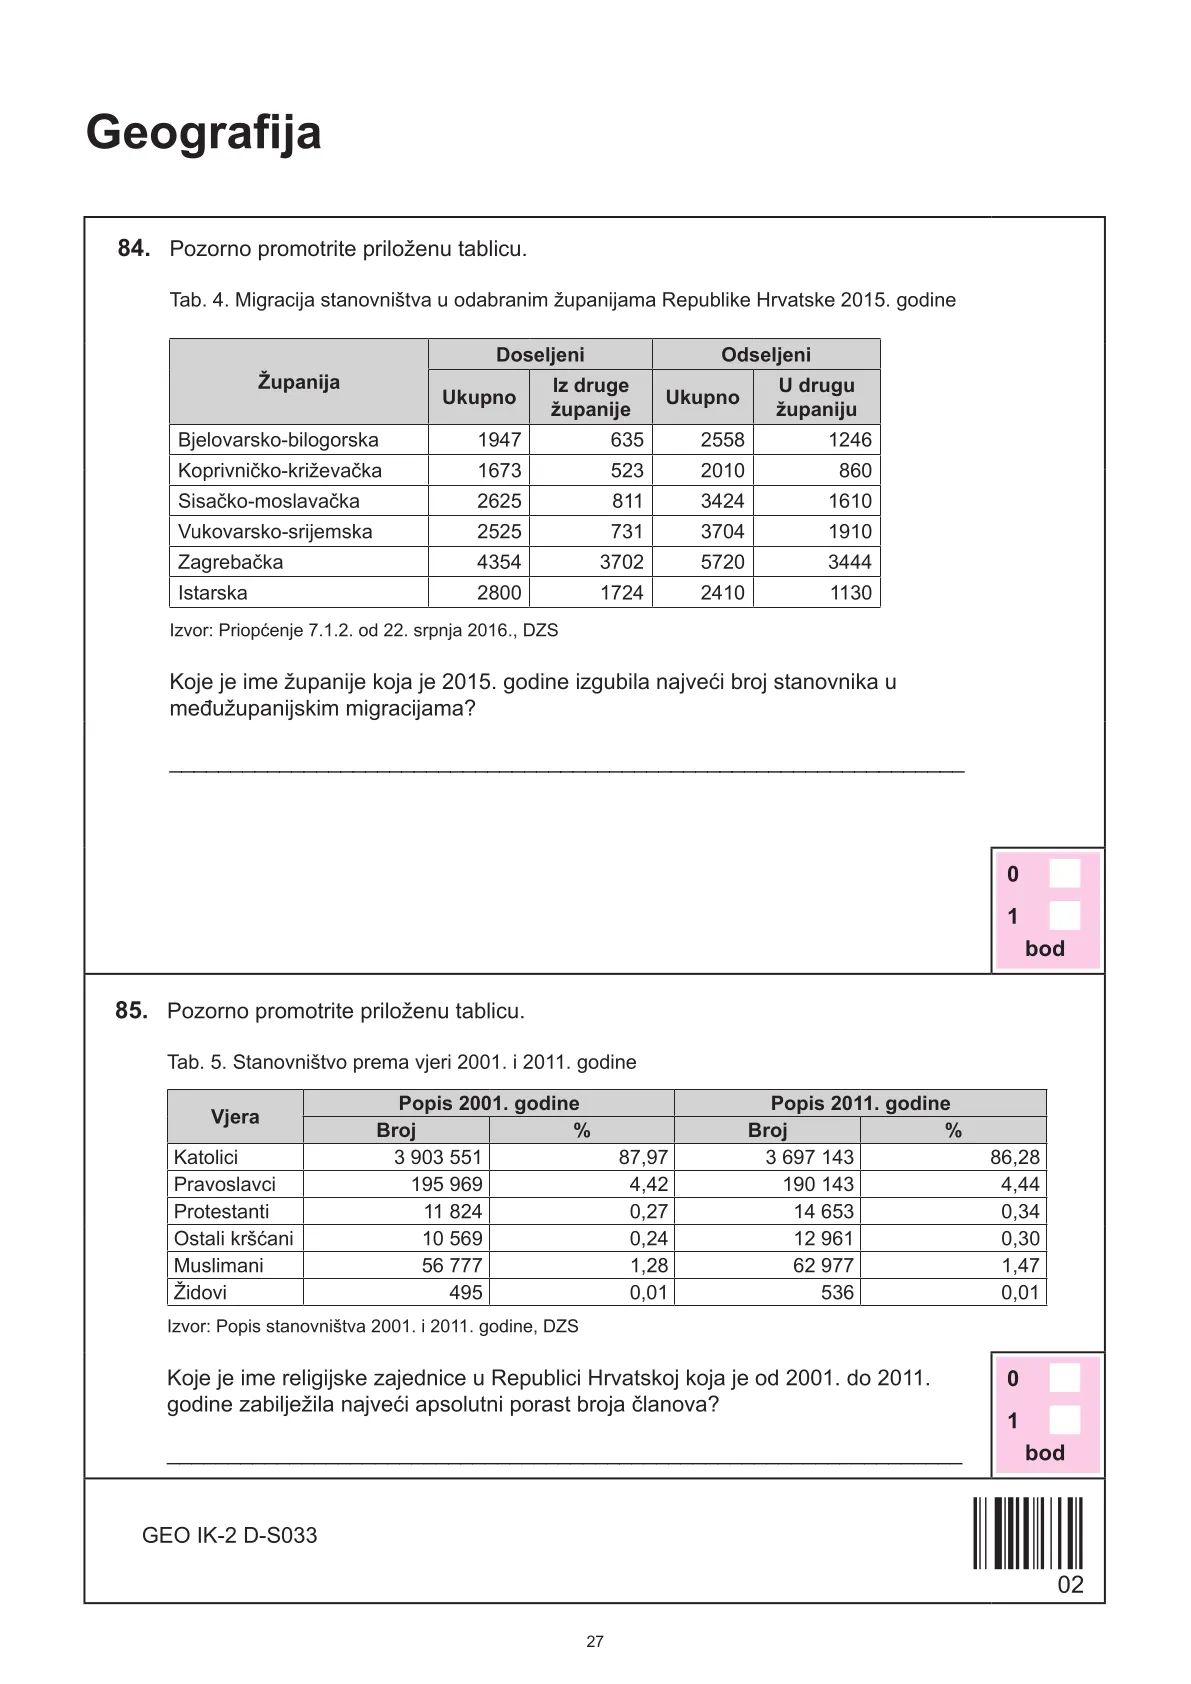 Geografija
84. Pozorno promotrite priloženu tablicu.
Tab. 4. Migracija stanovništva u odabranim županijama Republike Hrvatske 2015. godine
Županija Doseljeni Odseljeni
Ukupno Iz druge županije Ukupno U drugu županiju
Bjelovarsko-bilogorska 1947 635 2558 1246
Koprivničko-križevačka 1673 523 2010 860
Sisačko-moslavačka 2625 811 3424 1610
Vukovarsko-srijemska 2525 731 3704 1910
Zagrebačka 4354 3702 5720 3444
Istarska 2800 1724 2410 1130
Izvor: Priopćenje 7.1.2. od 22. srpnja 2016., DZS
Koje je ime županije koja je 2015. godine izgubila najveći broj stanovnika u
međužupanijskim migracijama?
0
1
bod
85. Pozorno promotrite priloženu tablicu.
Tab. 5. Stanovništvo prema vjeri 2001. i 2011. godine
Vjera Popis 2001. godine Popis 2011. godine
Broj % Broj %
Katolici 3 903 551 87,97 3 697 143 86,28
Pravoslavci 195 969 4,42 190 143 4,44
Protestanti 11 824 0,27 14 653 0,34
Ostali kršćani 10 569 0,24 12 961 0,30
Muslimani 56 777 1,28 62 977 1,47
Židovi 495 0,01 536 0,01
Izvor: Popis stanovništva 2001. i 2011. godine, DZS
Koje je ime religijske zajednice u Republici Hrvatskoj koja je od 2001. do 2011.
godine zabilježila najveći apsolutni porast broja članova?
0
1
bod
GEO IK-2 D-S033
02
27